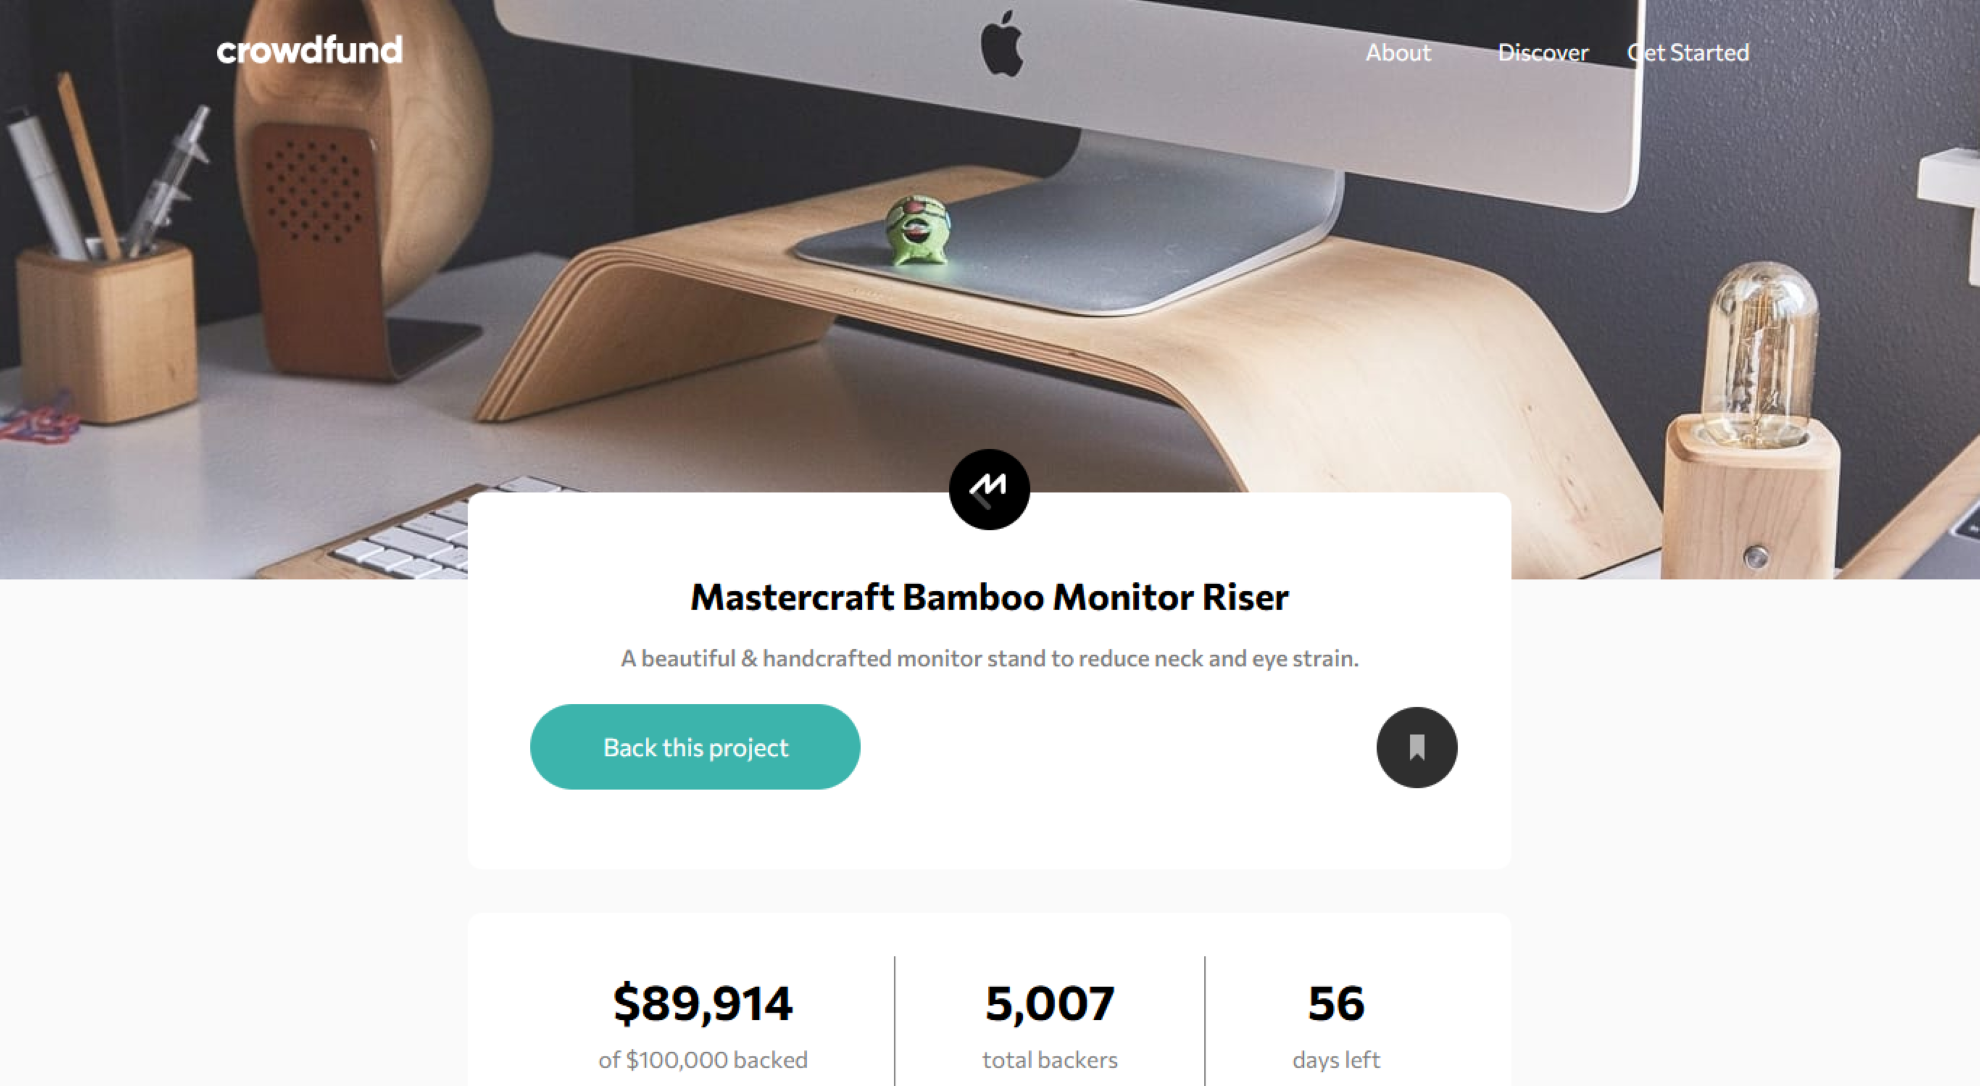 crowdfund
About Discover Get Started
Mastercraft Bamboo Monitor Riser
A beautiful & handcrafted monitor stand to reduce neck and eye strain.
Back this project
$89,914 5,007 56
of $100,000 backed total backers days left